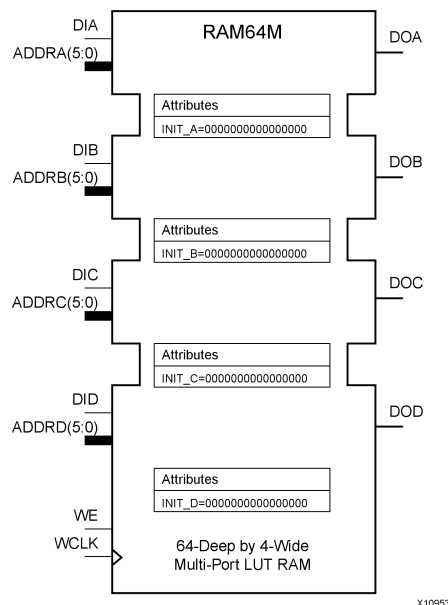 RAM64M
DIA
ADDRA(5:0)
DOA
Attributes
INIT_A=0000000000000000
DIB
ADDRB(5:0)
DOB
Attributes
INIT_B=0000000000000000
DIC
ADDRC(5:0)
DOC
Attributes
INIT_C=0000000000000000
DID
ADDRD(5:0)
DOD
Attributes
INIT_D=0000000000000000
WE
WCLK
64-Deep by 4-Wide
Multi-Port LUT RAM
X10953